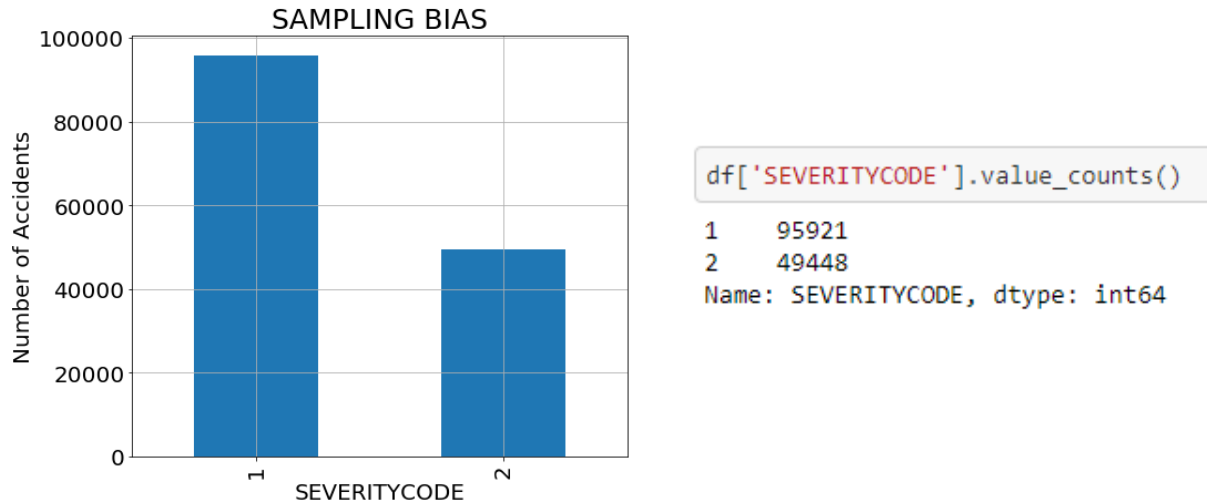 SAMPLING BIAS
100000
80000
60000
40000
20000
0
Number of Accidents
1
2
SEVERITYCODE
df['SEVERITYCODE'].value_counts()
1 95921
2 49448
Name: SEVERITYCODE, dtype: int64